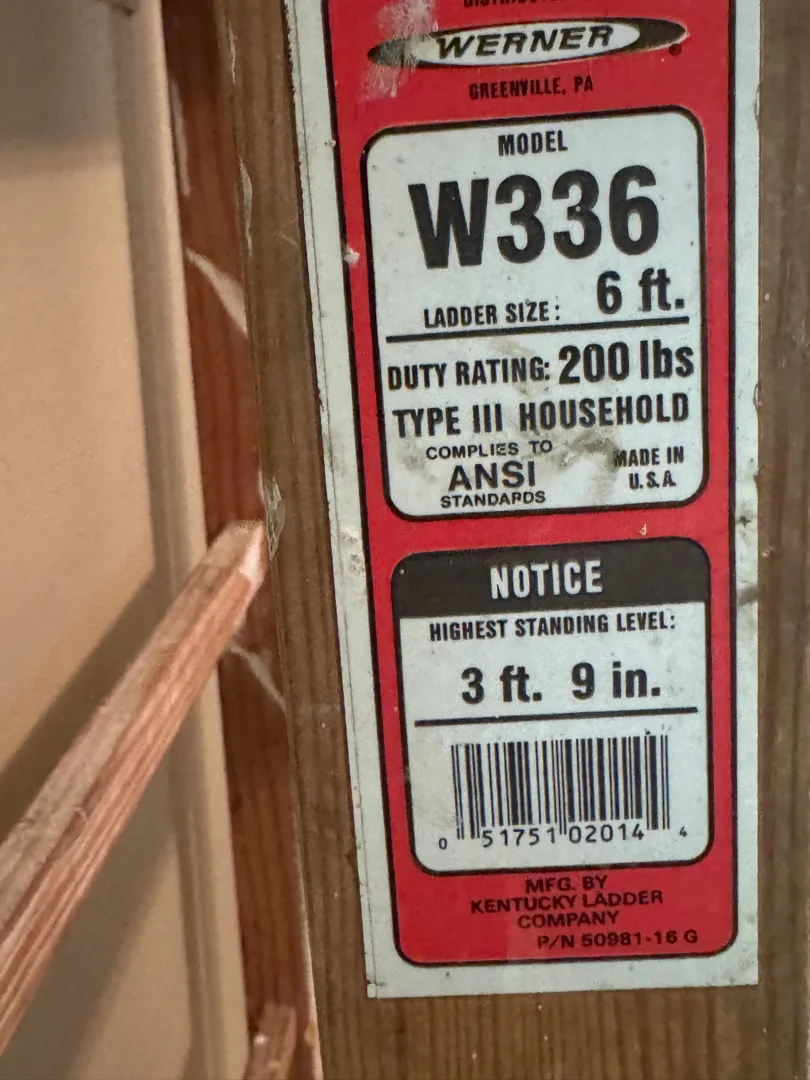 WERNER
GREENVILLE, PA
MODEL
W336
LADDER SIZE: 6 ft.
DUTY RATING: 200 lbs
TYPE III HOUSEHOLD
COMPLIES TO
ANSI
STANDARDS
MADE IN
U.S.A.
NOTICE
HIGHEST STANDING LEVEL:
3 ft. 9 in.
0 51751 02014 4
MFG. BY
KENTUCKY LADDER
COMPANY
P/N 50981-16 G